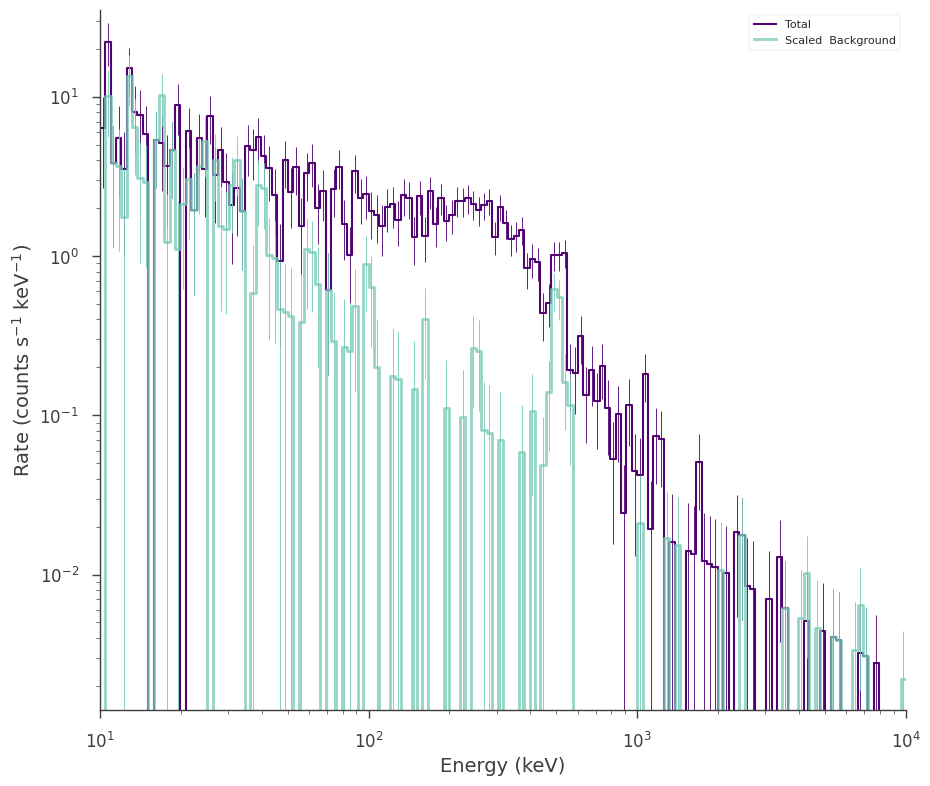 Total
Scaled  Background
10¹
10⁰
10⁻¹
10⁻²
Rate (counts s⁻¹ keV⁻¹)
10¹
10²
10³
10⁴
Energy (keV)